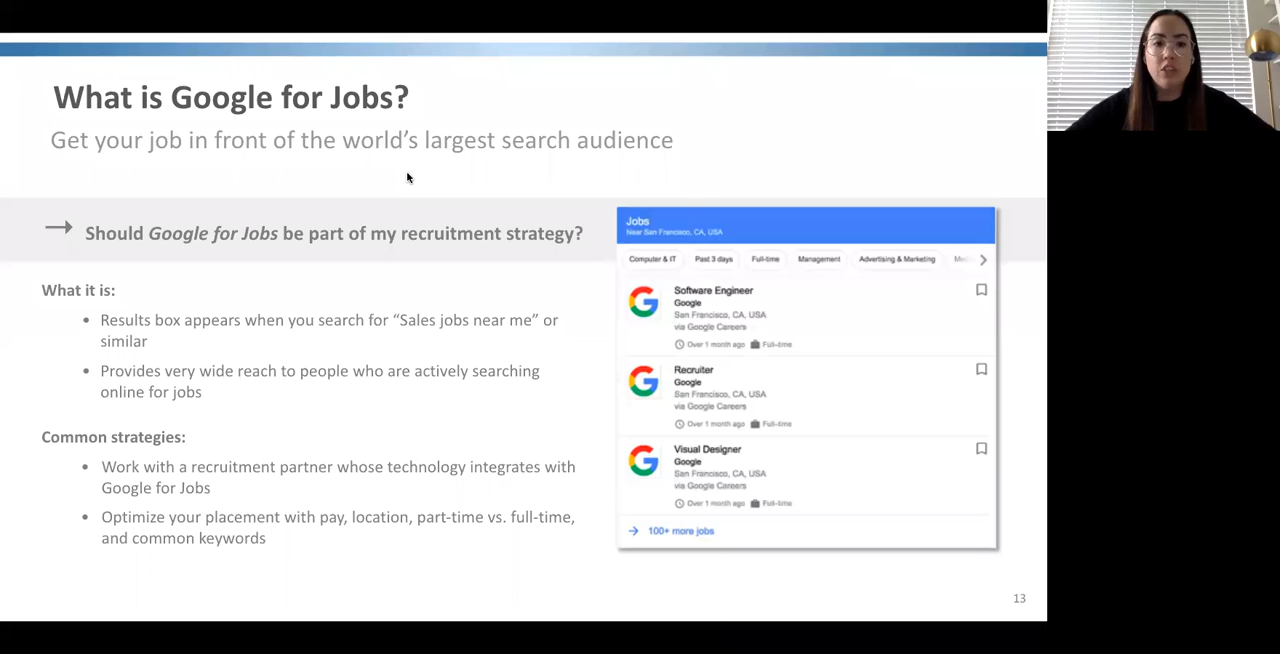 What is Google for Jobs?
Get your job in front of the world's largest search audience
→ Should Google for Jobs be part of my recruitment strategy?
What it is:
• Results box appears when you search for “Sales jobs near me” or
similar
• Provides very wide reach to people who are actively searching
online for jobs
Common strategies:
• Work with a recruitment partner whose technology integrates with
Google for Jobs
• Optimize your placement with pay, location, part-time vs. full-time,
and common keywords
Jobs
Near San Francisco, CA, USA
Computer & IT Past 3 days Full-time Management Advertising & Marketing
Software Engineer
Google
San Francisco, CA, USA
via Google Careers
Over 1 month ago Full-time
Recruiter
Google
San Francisco, CA, USA
via Google Careers
Over 1 month ago Full-time
Visual Designer
Google
San Francisco, CA, USA
via Google Careers
Over 1 month ago Full-time
→ 100+ more jobs
13